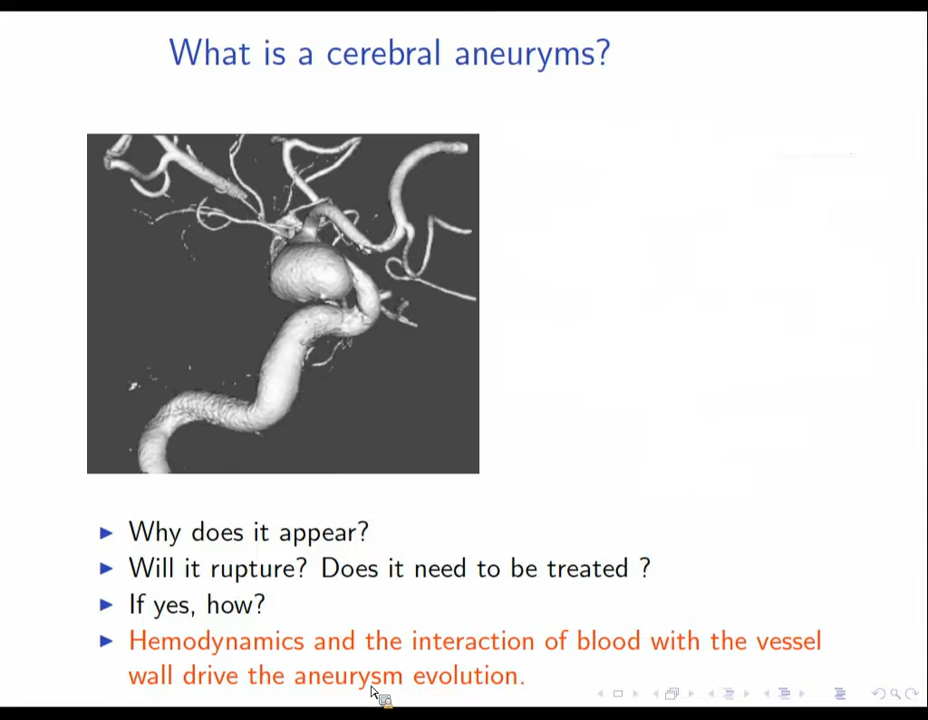 What is a cerebral aneuryms?
Why does it appear?
Will it rupture? Does it need to be treated ?
If yes, how?
Hemodynamics and the interaction of blood with the vessel
wall drive the aneurysm evolution.